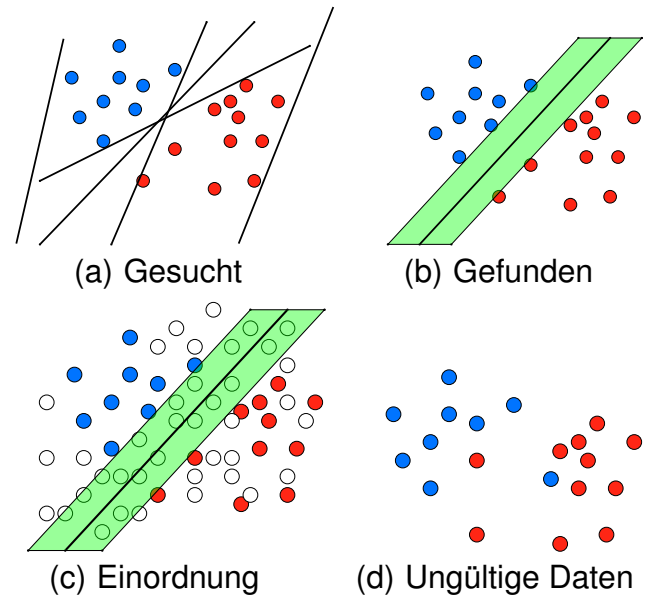 (a) Gesucht
(b) Gefunden
(c) Einordnung
(d) Ungültige Daten